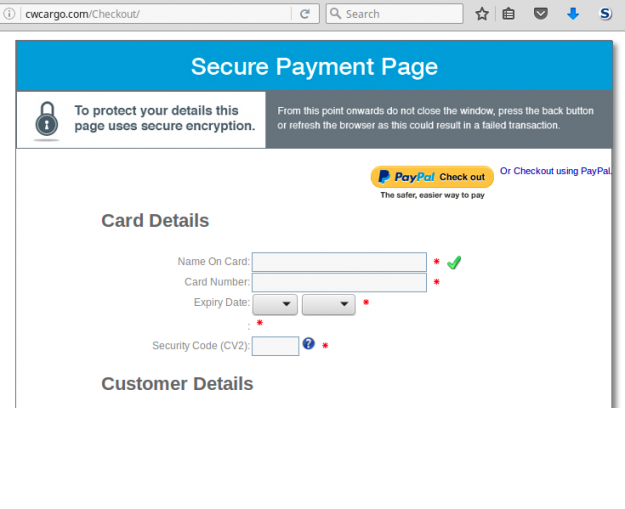 cwcargo.com/Checkout/
Search
S
Secure Payment Page
To protect your details this
page uses secure encryption.
From this point onwards do not close the window, press the back button
or refresh the browser as this could result in a failed transaction.
PayPal Check out
Or Checkout using PayPal.
The safer, easier way to pay
Card Details
Name On Card: *
Card Number: *
Expiry Date: *
: *
Security Code (CV2): ? *
Customer Details